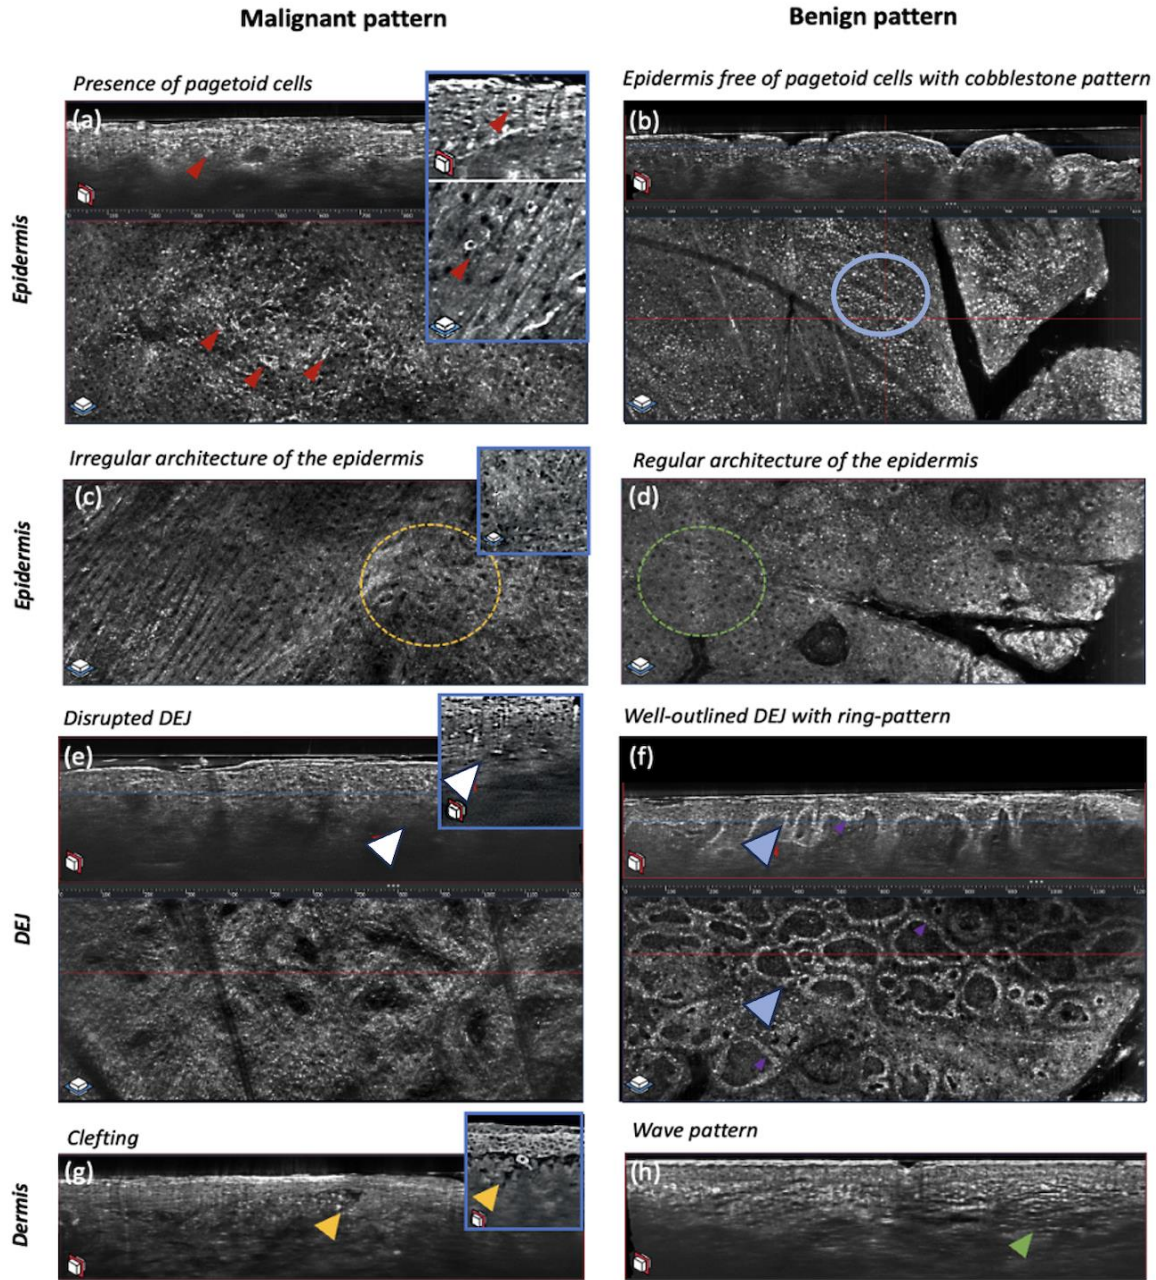 Malignant pattern
Benign pattern
Presence of pagetoid cells
Epidermis free of pagetoid cells with cobblestone pattern
Epidermis
(a)
(b)
Irregular architecture of the epidermis
Regular architecture of the epidermis
Epidermis
(c)
(d)
Disrupted DEJ
Well-outlined DEJ with ring-pattern
DEJ
(e)
(f)
Clefting
Wave pattern
Dermis
(g)
(h)